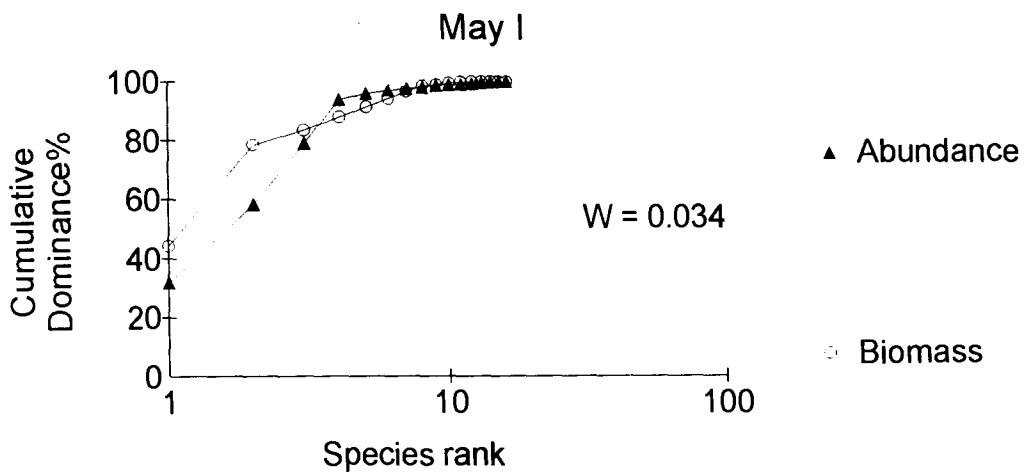 May I
Cumulative
Dominance%
100
80
60
40
20
0
1
10
100
Species rank
W = 0.034
Abundance
Biomass